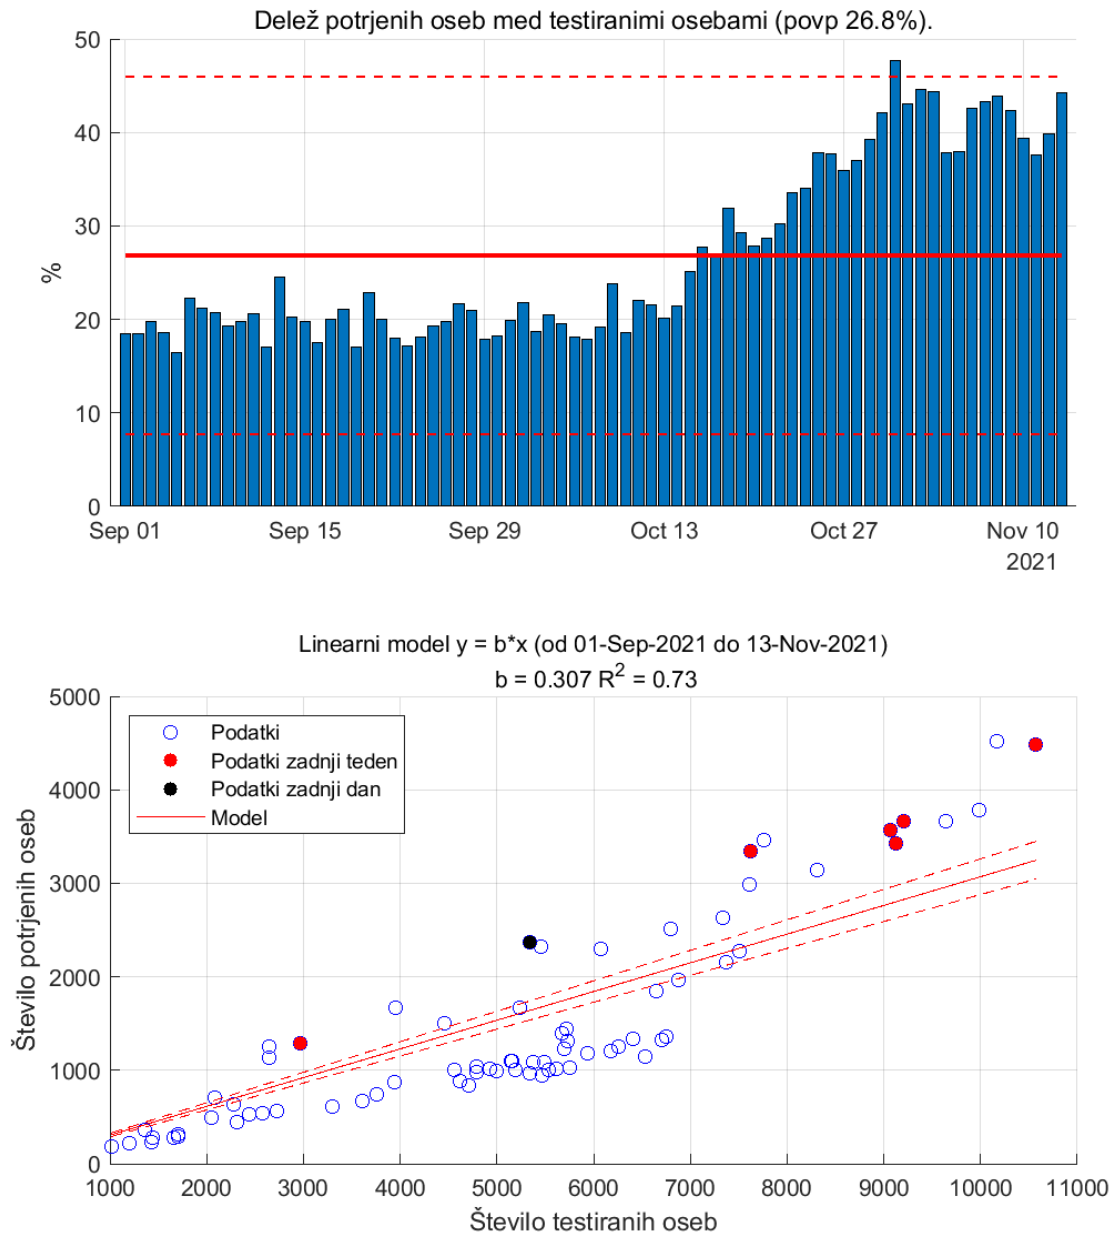 Delež potrjenih oseb med testiranimi osebami (povp 26.8%).
50
40
30
20
10
0
%
Sep 01 Sep 15 Sep 29 Oct 13 Oct 27 Nov 10
2021
Linearni model y = b*x (od 01-Sep-2021 do 13-Nov-2021)
b = 0.307 R² = 0.73
5000
4000
3000
2000
1000
0
Število potrjenih oseb
Podatki
Podatki zadnji teden
Podatki zadnji dan
Model
1000 2000 3000 4000 5000 6000 7000 8000 9000 10000 11000
Število testiranih oseb